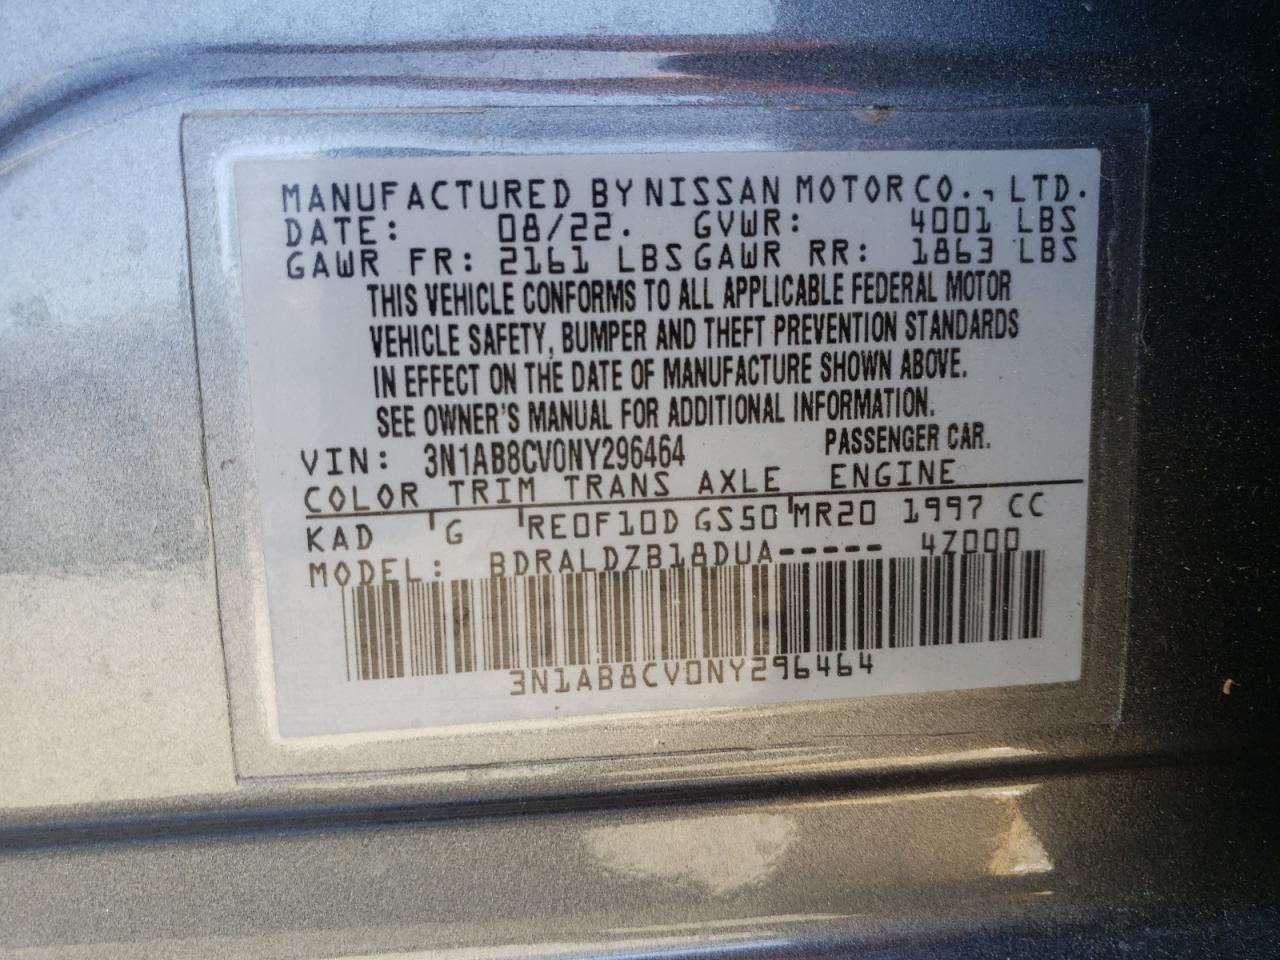 MANUFACTURED BY NISSAN MOTOR CO., LTD.
DATE: 08/22. GVWR: 4001 LBS
GAWR FR: 2161 LBS GAWR RR: 1863 LBS
THIS VEHICLE CONFORMS TO ALL APPLICABLE FEDERAL MOTOR
VEHICLE SAFETY, BUMPER AND THEFT PREVENTION STANDARDS
IN EFFECT ON THE DATE OF MANUFACTURE SHOWN ABOVE.
SEE OWNER'S MANUAL FOR ADDITIONAL INFORMATION.
VIN: 3N1AB8CV0NY296464 PASSENGER CAR.
COLOR TRIM TRANS AXLE ENGINE
KAD G RE0F10D GS50 MR20 1997 CC
MODEL: BDRALDZB18DUA----- 4Z000
3N1AB8CV0NY296464